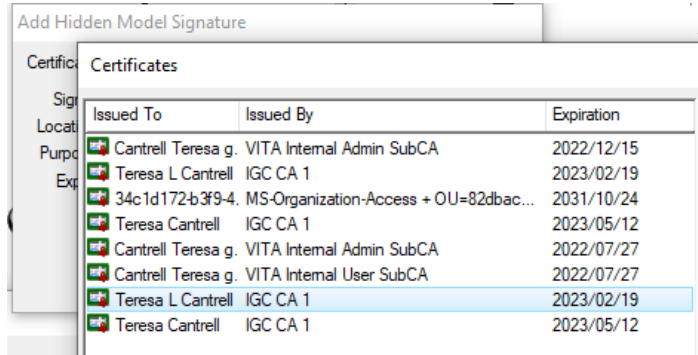 Add Hidden Model Signature
Certifica
Certificates
Sign
Locati
Purpo
Exp
Issued To Issued By Expiration
Cantrell Teresa g. VITA Internal Admin SubCA 2022/12/15
Teresa L Cantrell IGC CA 1 2023/02/19
34c1d172-b3f9-4. MS-Organization-Access + OU=82dbac... 2031/10/24
Teresa Cantrell IGC CA 1 2023/05/12
Cantrell Teresa g. VITA Internal Admin SubCA 2022/07/27
Cantrell Teresa g. VITA Internal User SubCA 2022/07/27
Teresa L Cantrell IGC CA 1 2023/02/19
Teresa Cantrell IGC CA 1 2023/05/12